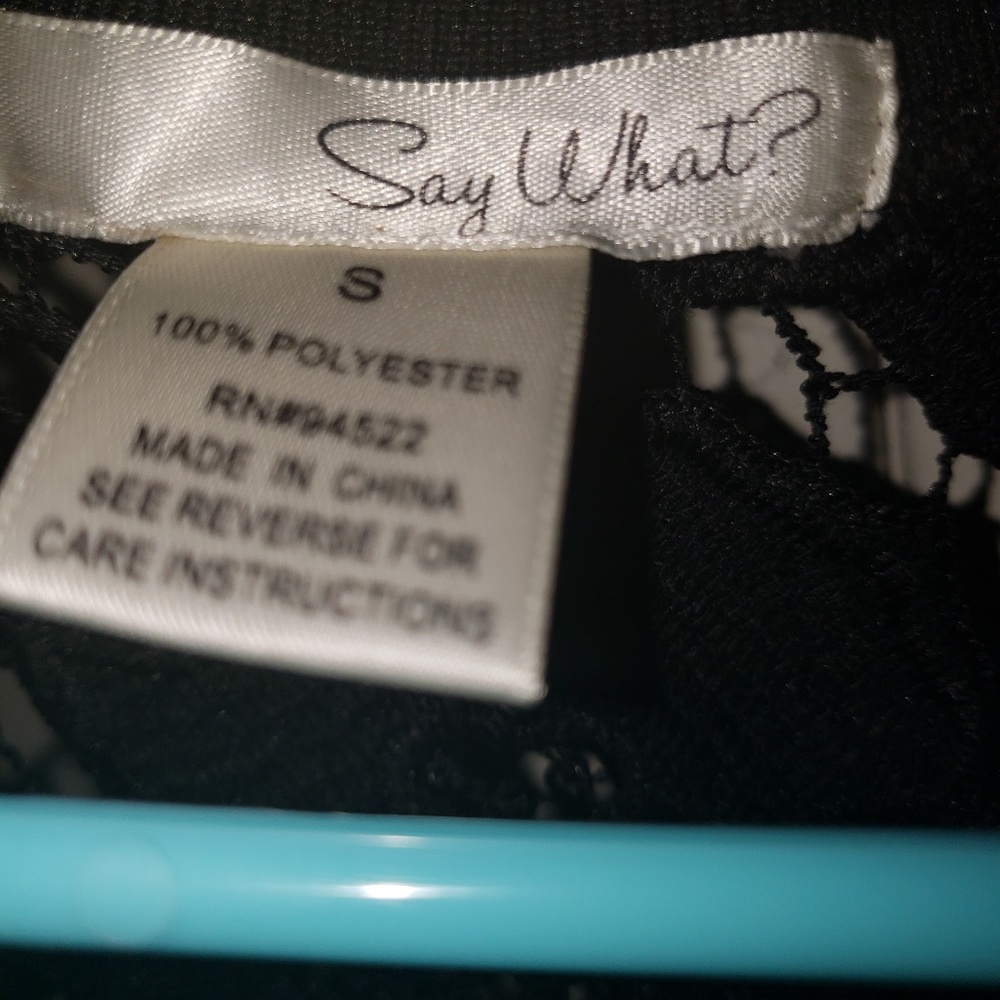 Say What?
S
100% POLYESTER
RN#94522
MADE IN CHINA
SEE REVERSE FOR
CARE INSTRUCTIONS